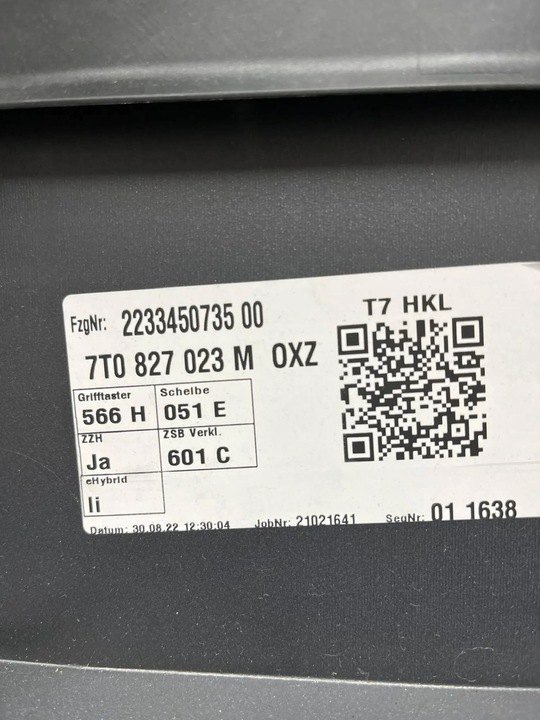 FzgNr: 2233450735 00
T7 HKL
7T0 827 023 M OXZ
Grifftaster Scheibe
566 H 051 E
ZZH ZSB Verkl.
Ja 601 C
eHybrid
li
Datum: 30.08.22 12:30:04 JobNr: 21021641 SeqNr: 01 1638